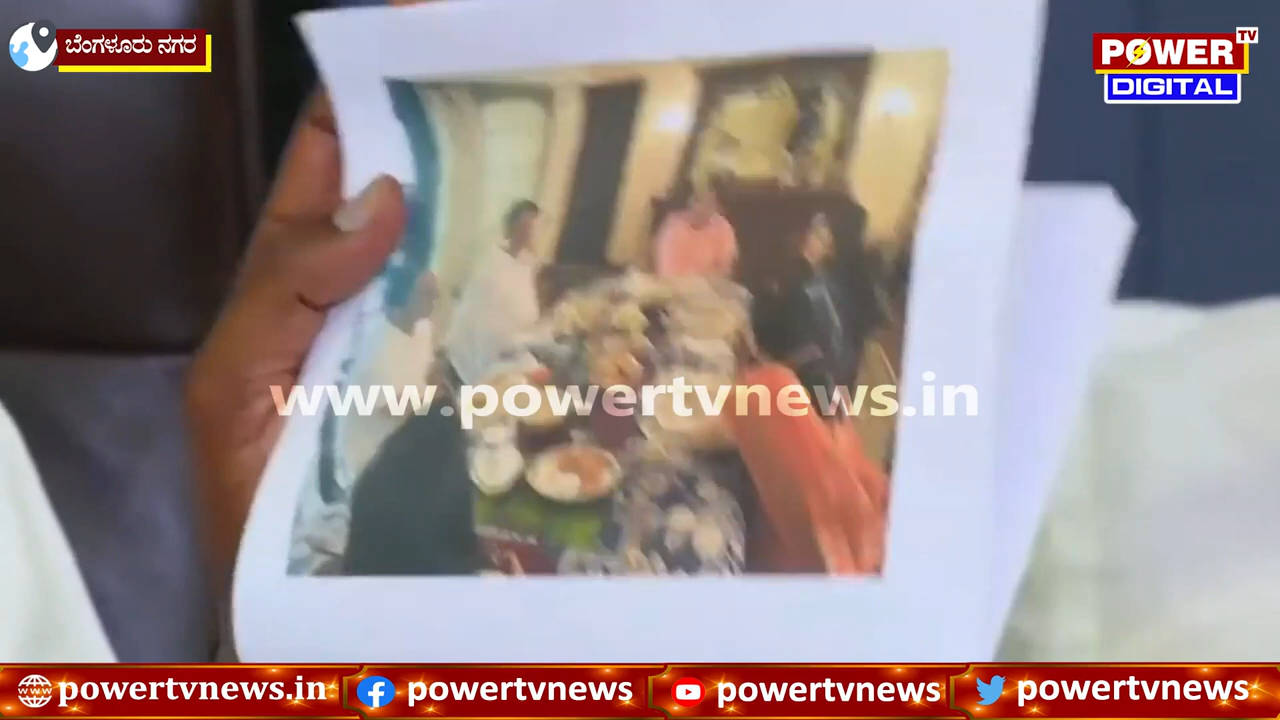 ಬೆಂಗಳೂರು ನಗರ
POWER TV
DIGITAL
www.powertvnews.in
powertvnews.in
powertvnews
powertvnews
powertvnews